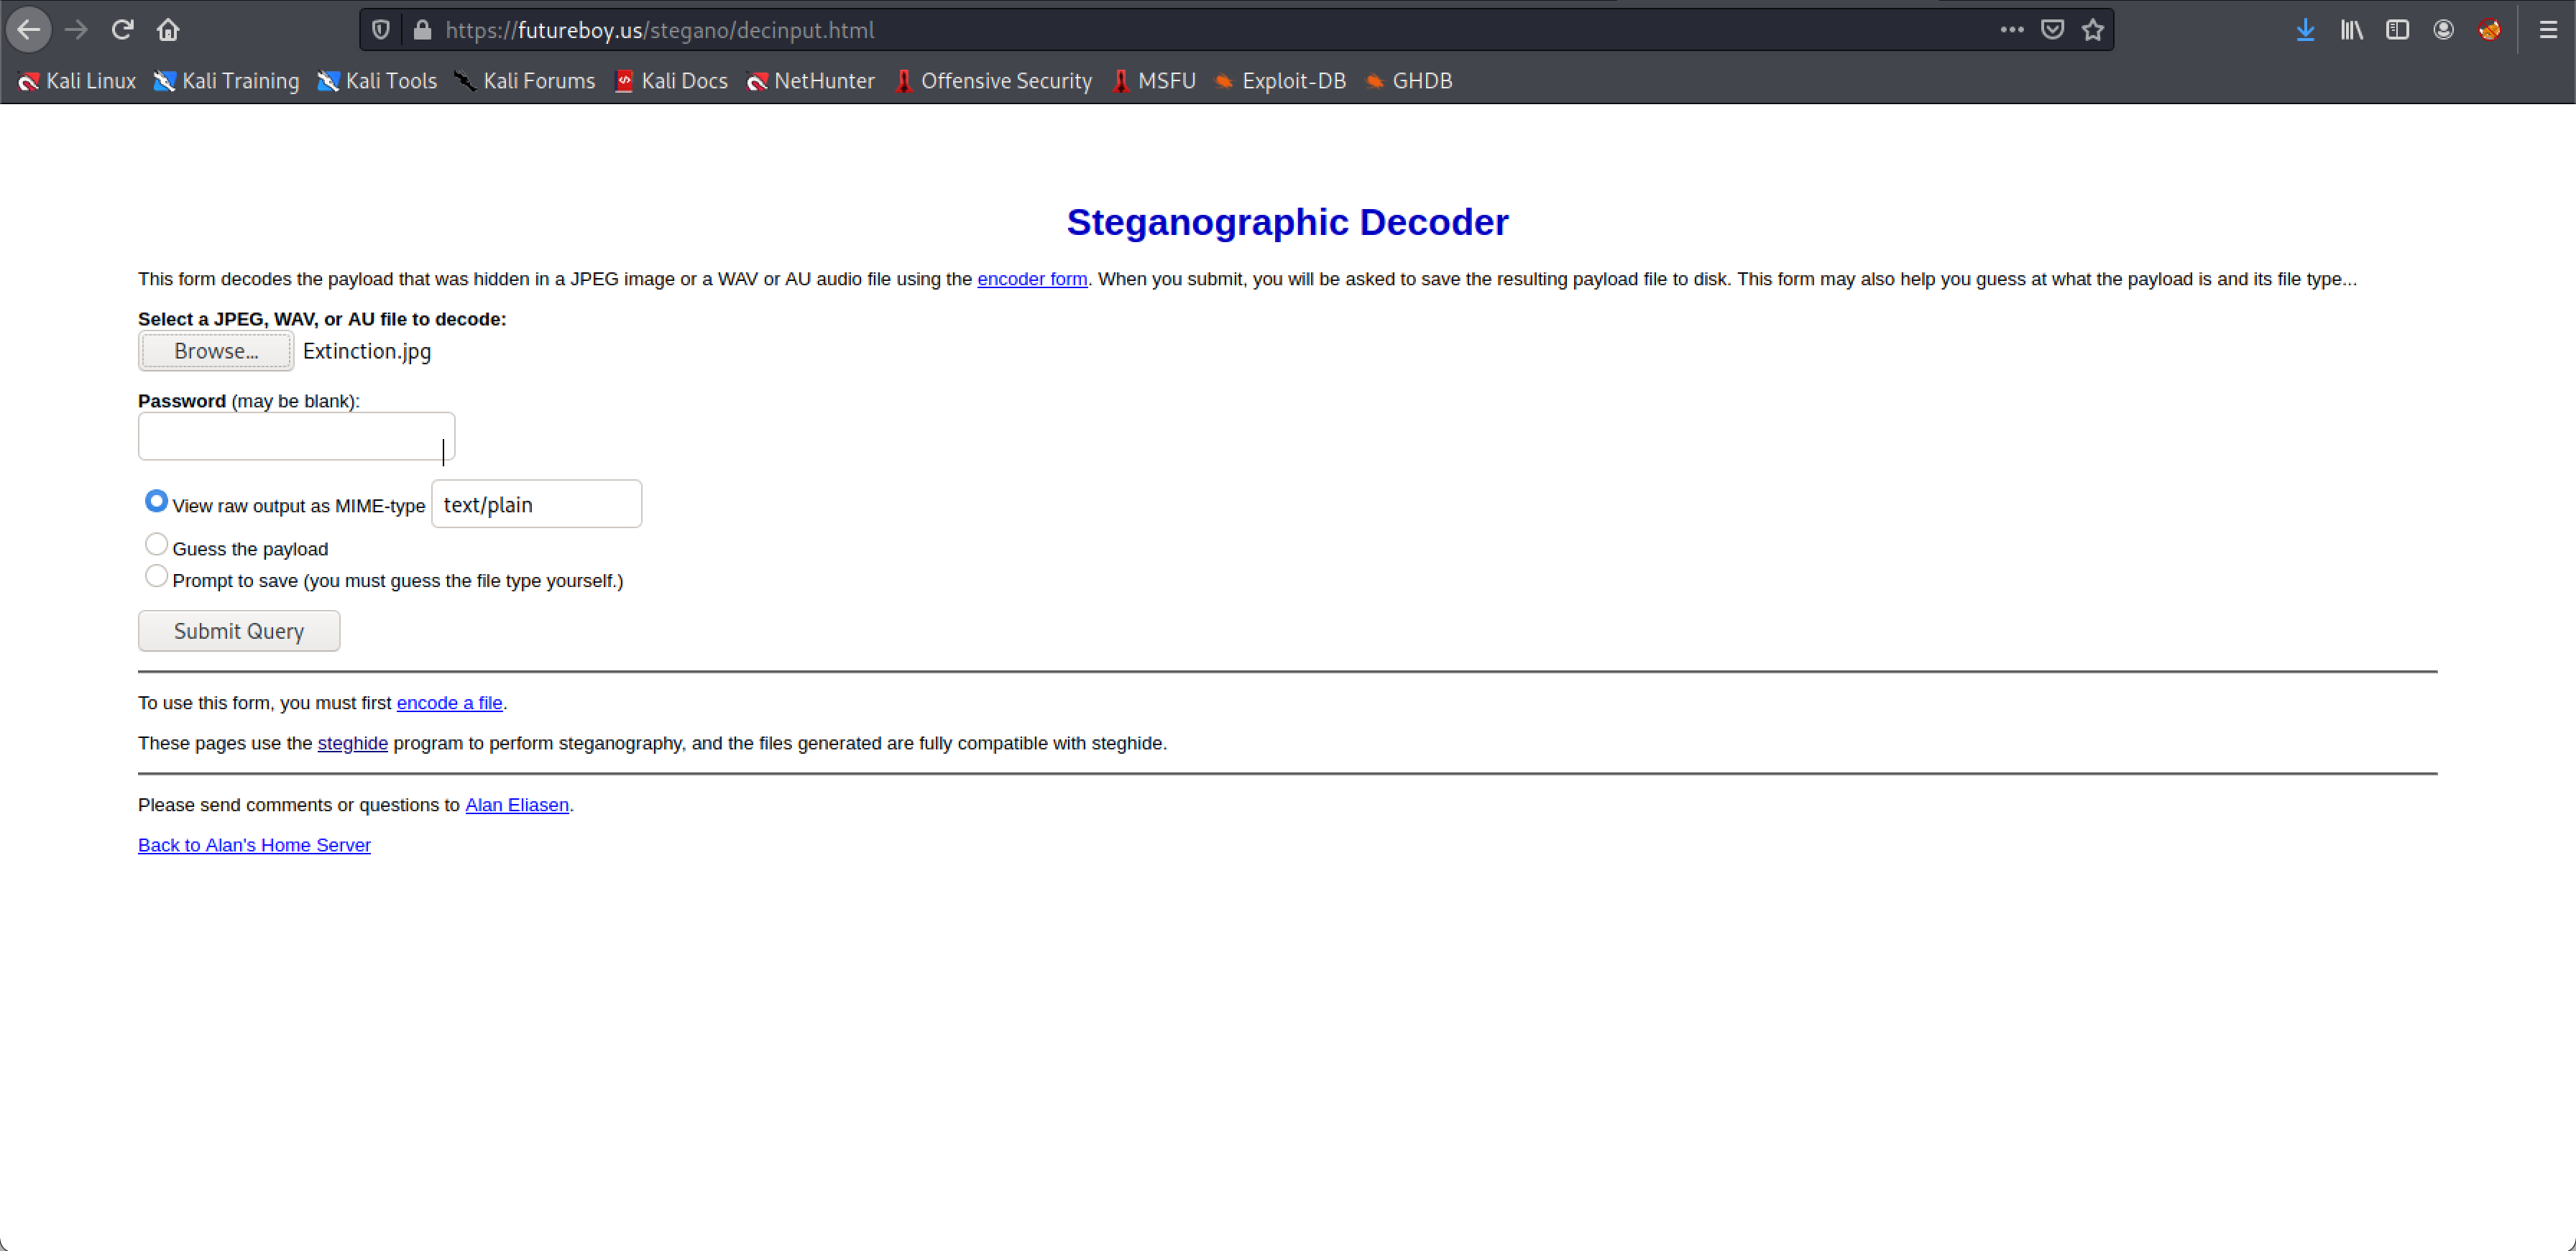 https://futureboy.us/stegano/decinput.html
Kali Linux Kali Training Kali Tools Kali Forums Kali Docs NetHunter Offensive Security MSFU Exploit-DB GHDB
Steganographic Decoder
This form decodes the payload that was hidden in a JPEG image or a WAV or AU audio file using the encoder form. When you submit, you will be asked to save the resulting payload file to disk. This form may also help you guess at what the payload is and its file type...
Select a JPEG, WAV, or AU file to decode:
Browse... Extinction.jpg
Password (may be blank):
View raw output as MIME-type text/plain
Guess the payload
Prompt to save (you must guess the file type yourself.)
Submit Query
To use this form, you must first encode a file.
These pages use the steghide program to perform steganography, and the files generated are fully compatible with steghide.
Please send comments or questions to Alan Eliasen.
Back to Alan's Home Server